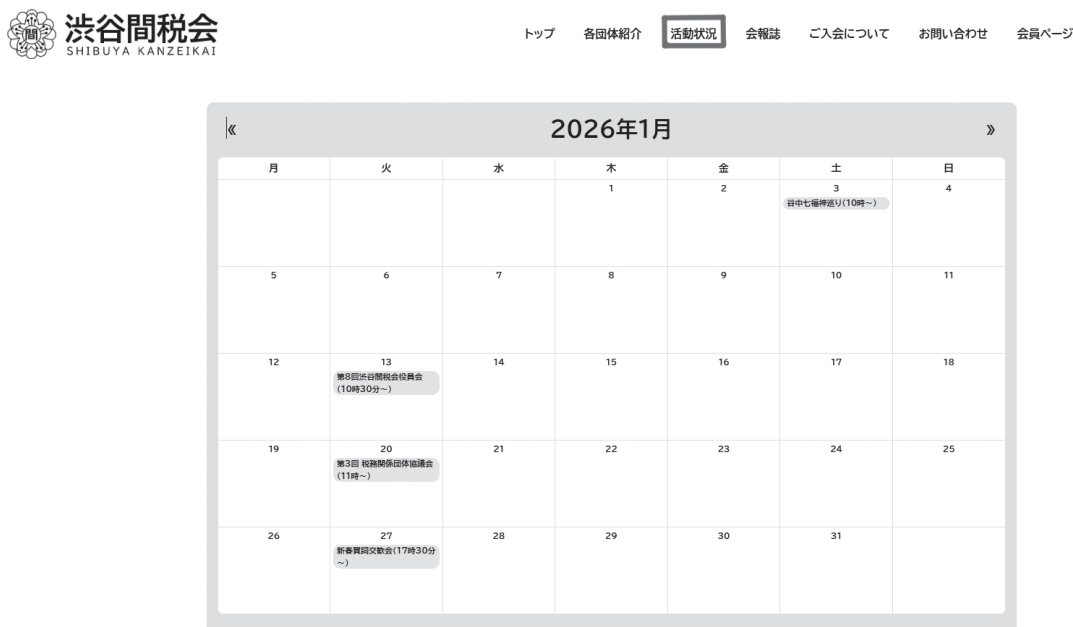 間
渋谷間税会
SHIBUYA KANZEIKAI
トップ 各団体紹介 活動状況 会報誌 ご入会について お問い合わせ 会員ページ
« 2026年1月 »
月 火 水 木 金 土 日
1 2 3 4
谷中七福神巡り(10時～)
5 6 7 8 9 10 11
12 13 14 15 16 17 18
第8回渋谷間税会役員会
(10時30分～)
19 20 21 22 23 24 25
第3回 税務関係団体協議会
(11時～)
26 27 28 29 30 31
新春賀詞交歓会(17時30分
～)